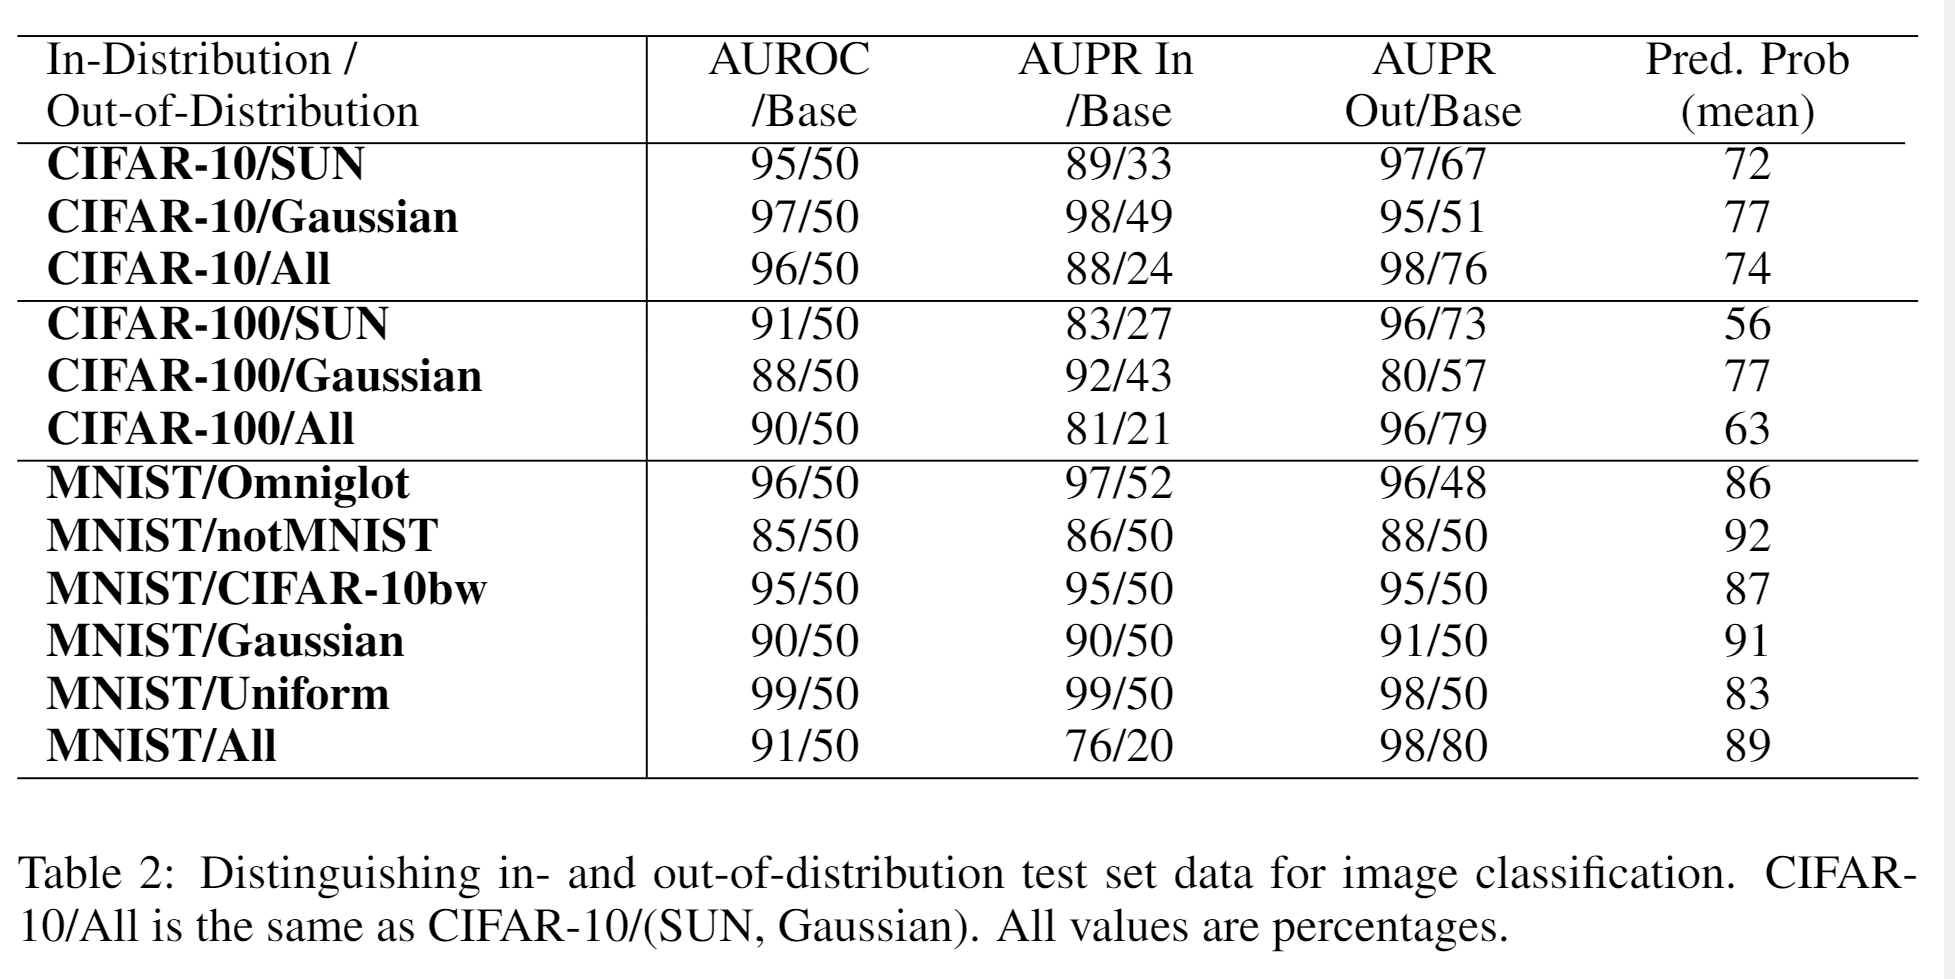 In-Distribution / AUROC AUPR In AUPR Pred. Prob
Out-of-Distribution /Base /Base Out/Base (mean)
CIFAR-10/SUN 95/50 89/33 97/67 72
CIFAR-10/Gaussian 97/50 98/49 95/51 77
CIFAR-10/All 96/50 88/24 98/76 74
CIFAR-100/SUN 91/50 83/27 96/73 56
CIFAR-100/Gaussian 88/50 92/43 80/57 77
CIFAR-100/All 90/50 81/21 96/79 63
MNIST/Omniglot 96/50 97/52 96/48 86
MNIST/notMNIST 85/50 86/50 88/50 92
MNIST/CIFAR-10bw 95/50 95/50 95/50 87
MNIST/Gaussian 90/50 90/50 91/50 91
MNIST/Uniform 99/50 99/50 98/50 83
MNIST/All 91/50 76/20 98/80 89
Table 2: Distinguishing in- and out-of-distribution test set data for image classification. CIFAR-
10/All is the same as CIFAR-10/(SUN, Gaussian). All values are percentages.